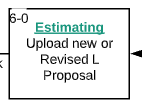 6-0
Estimating
Upload new or
Revised L
Proposal